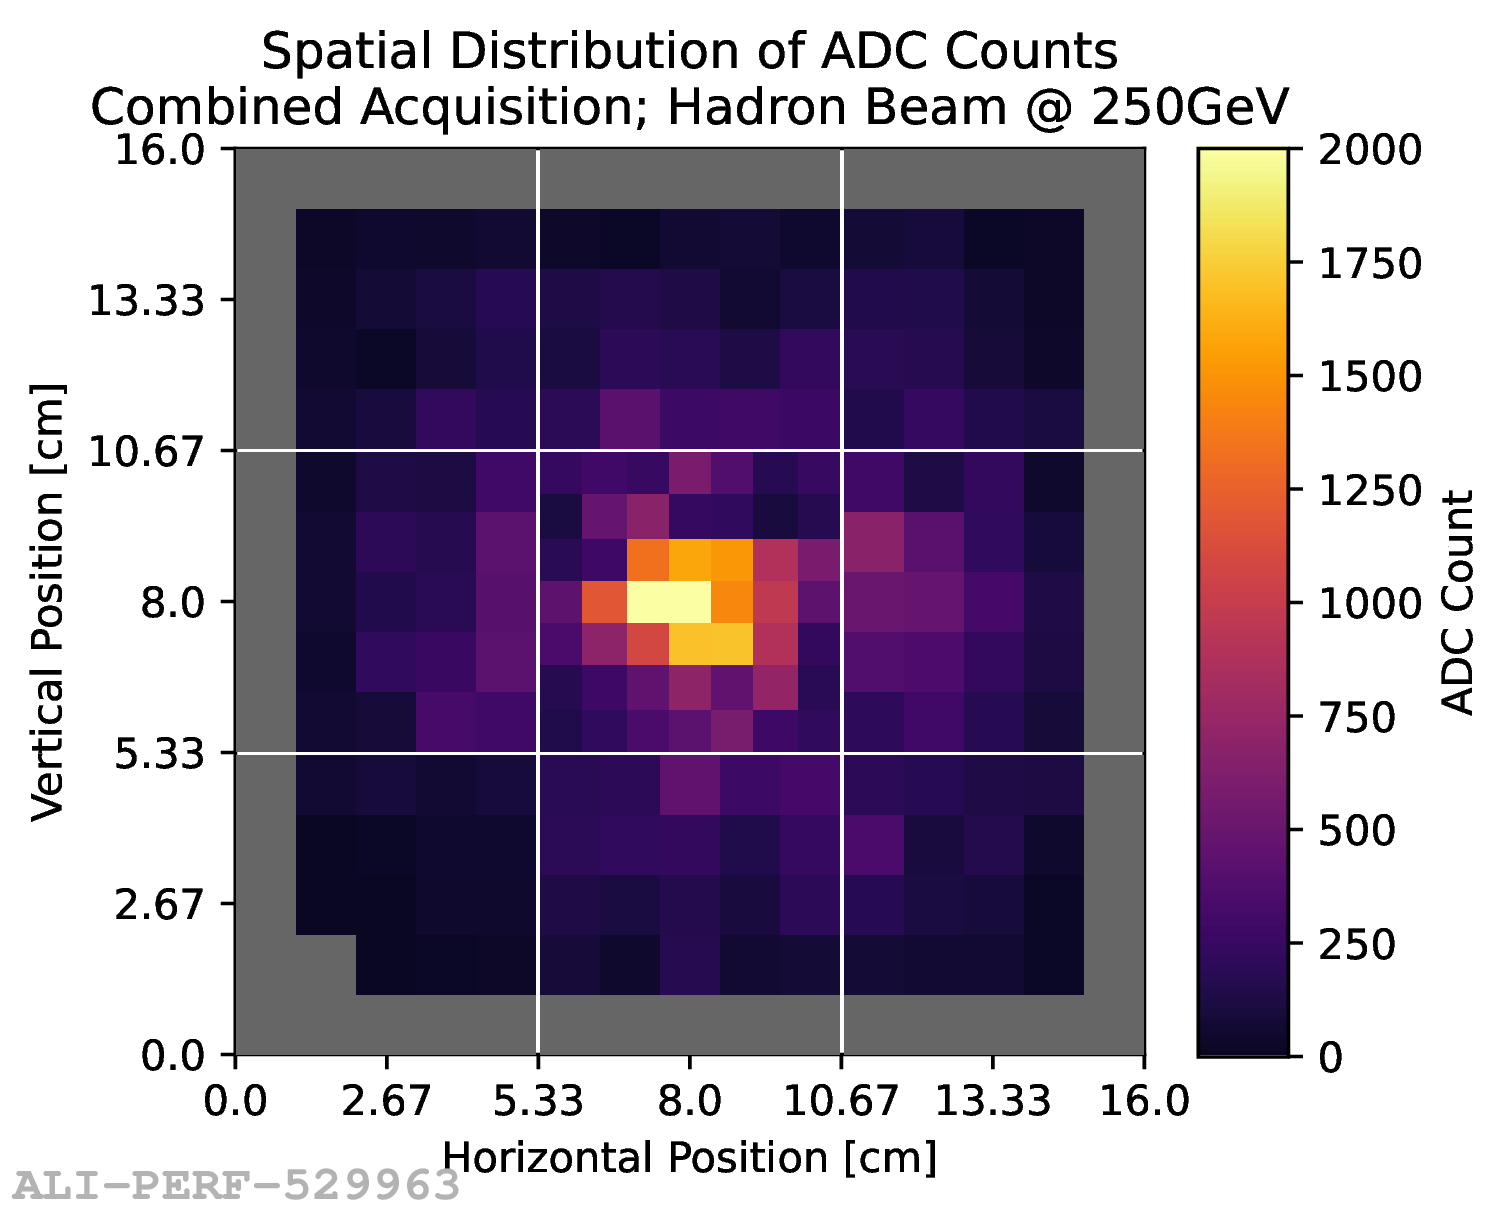 Spatial Distribution of ADC Counts
Combined Acquisition; Hadron Beam @ 250GeV
16.0
13.33
10.67
8.0
5.33
2.67
0.0
Vertical Position [cm]
0.0 2.67 5.33 8.0 10.67 13.33 16.0
Horizontal Position [cm]
2000
1750
1500
1250
1000
750
500
250
0
ADC Count
ALI-PERF-529963